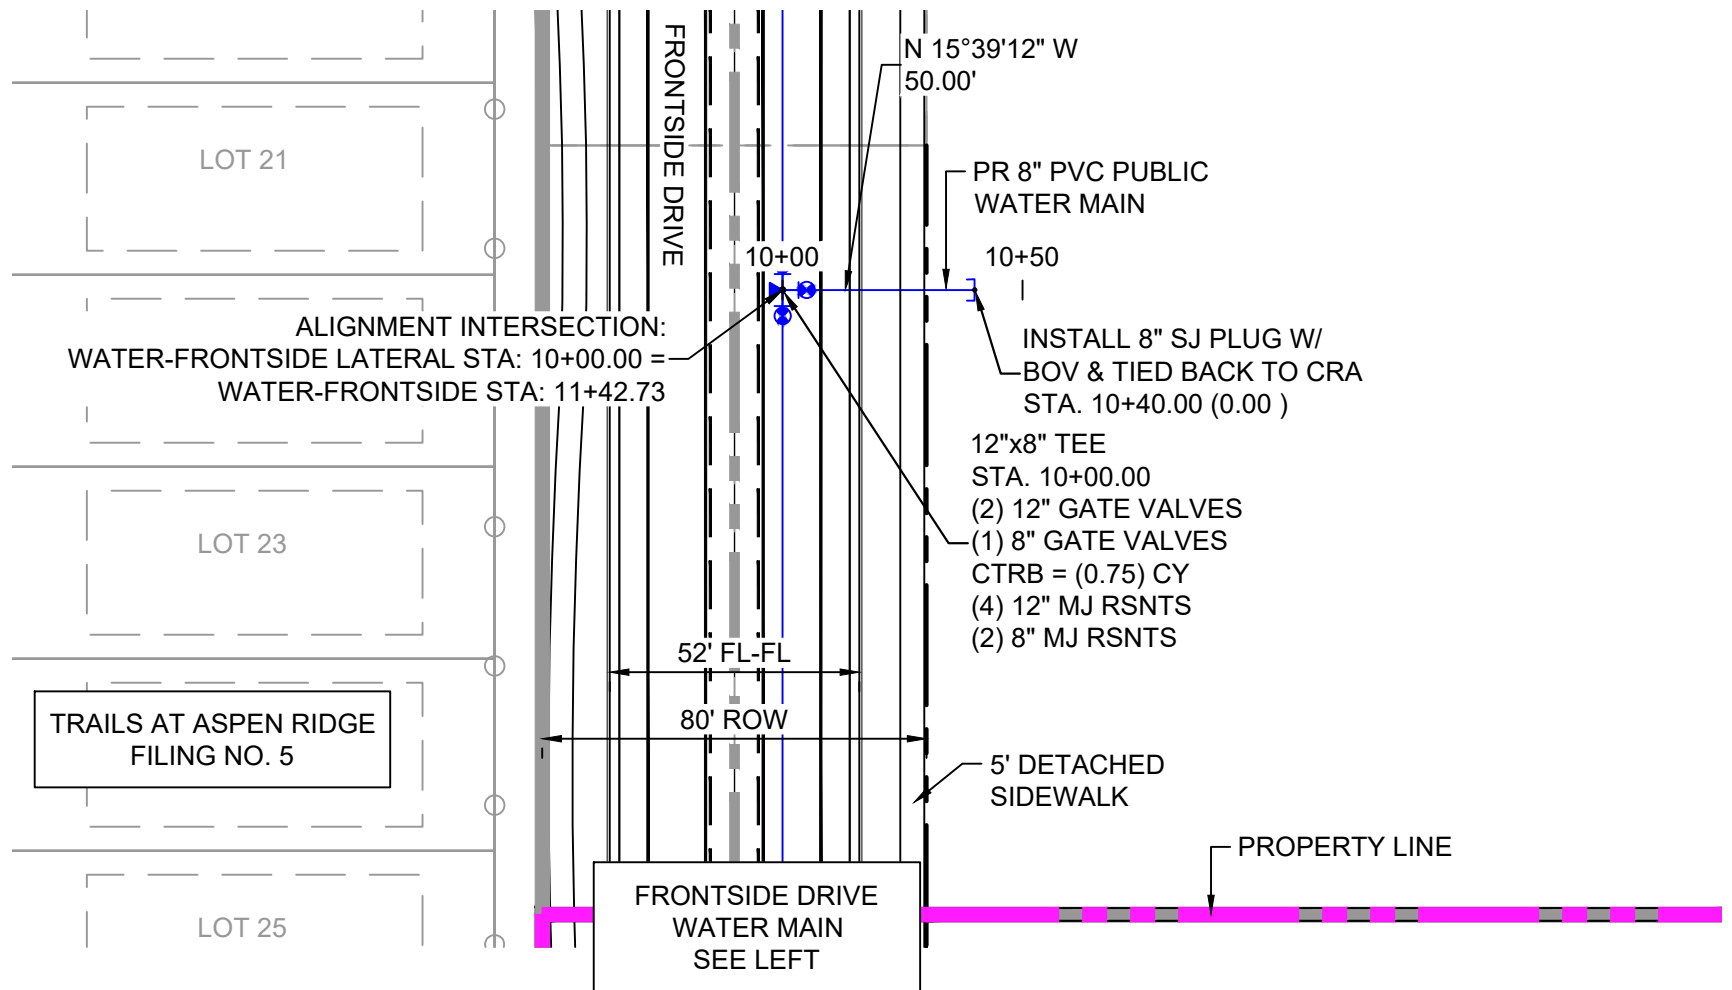 FRONTSIDE DRIVE
N 15°39'12" W
50.00'
LOT 21
PR 8" PVC PUBLIC
WATER MAIN
10+00
10+50
ALIGNMENT INTERSECTION:
WATER-FRONTSIDE LATERAL STA: 10+00.00 =
WATER-FRONTSIDE STA: 11+42.73
INSTALL 8" SJ PLUG W/
BOV & TIED BACK TO CRA
STA. 10+40.00 (0.00 )
12"x8" TEE
STA. 10+00.00
(2) 12" GATE VALVES
(1) 8" GATE VALVES
CTRB = (0.75) CY
(4) 12" MJ RSNTS
(2) 8" MJ RSNTS
LOT 23
52' FL-FL
80' ROW
TRAILS AT ASPEN RIDGE
FILING NO. 5
5' DETACHED
SIDEWALK
PROPERTY LINE
FRONTSIDE DRIVE
WATER MAIN
SEE LEFT
LOT 25